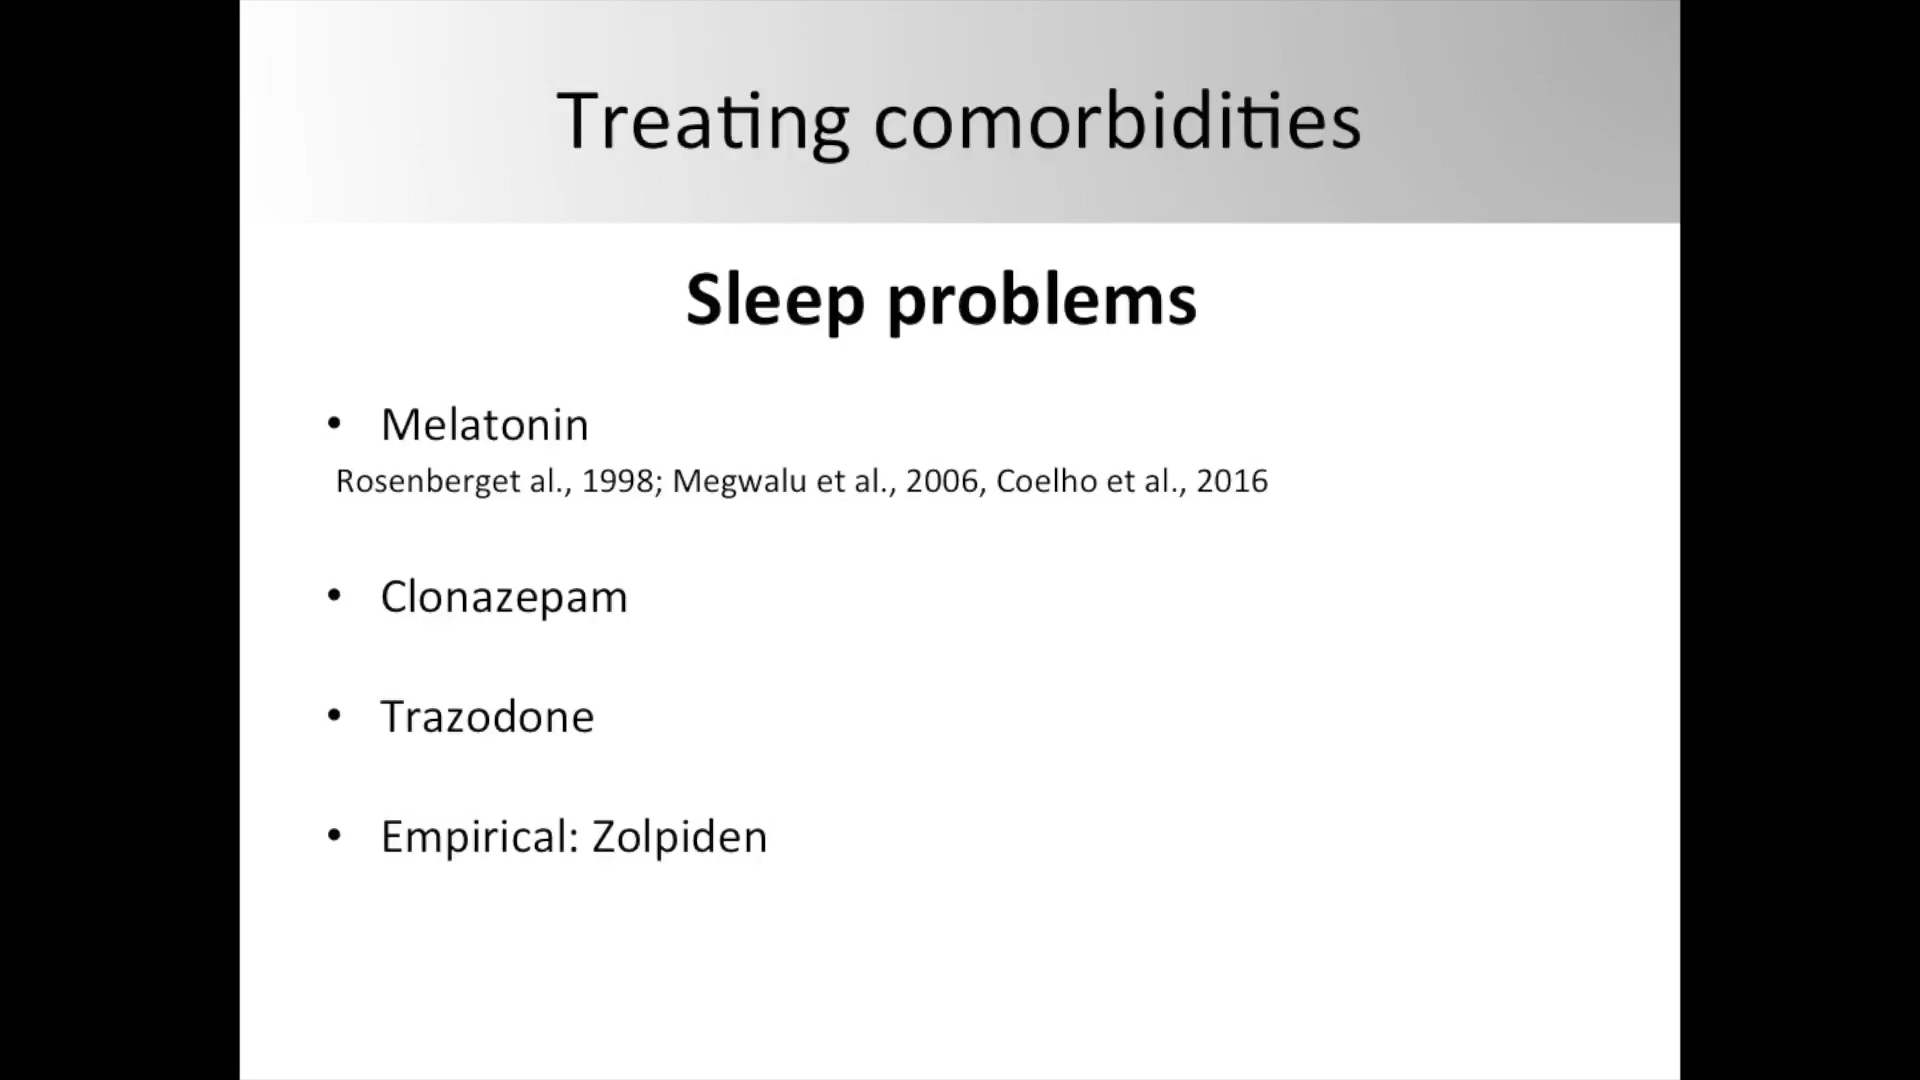 Treating comorbidities
Sleep problems
• Melatonin
Rosenberget al., 1998; Megwalu et al., 2006, Coelho et al., 2016
• Clonazepam
• Trazodone
• Empirical: Zolpiden